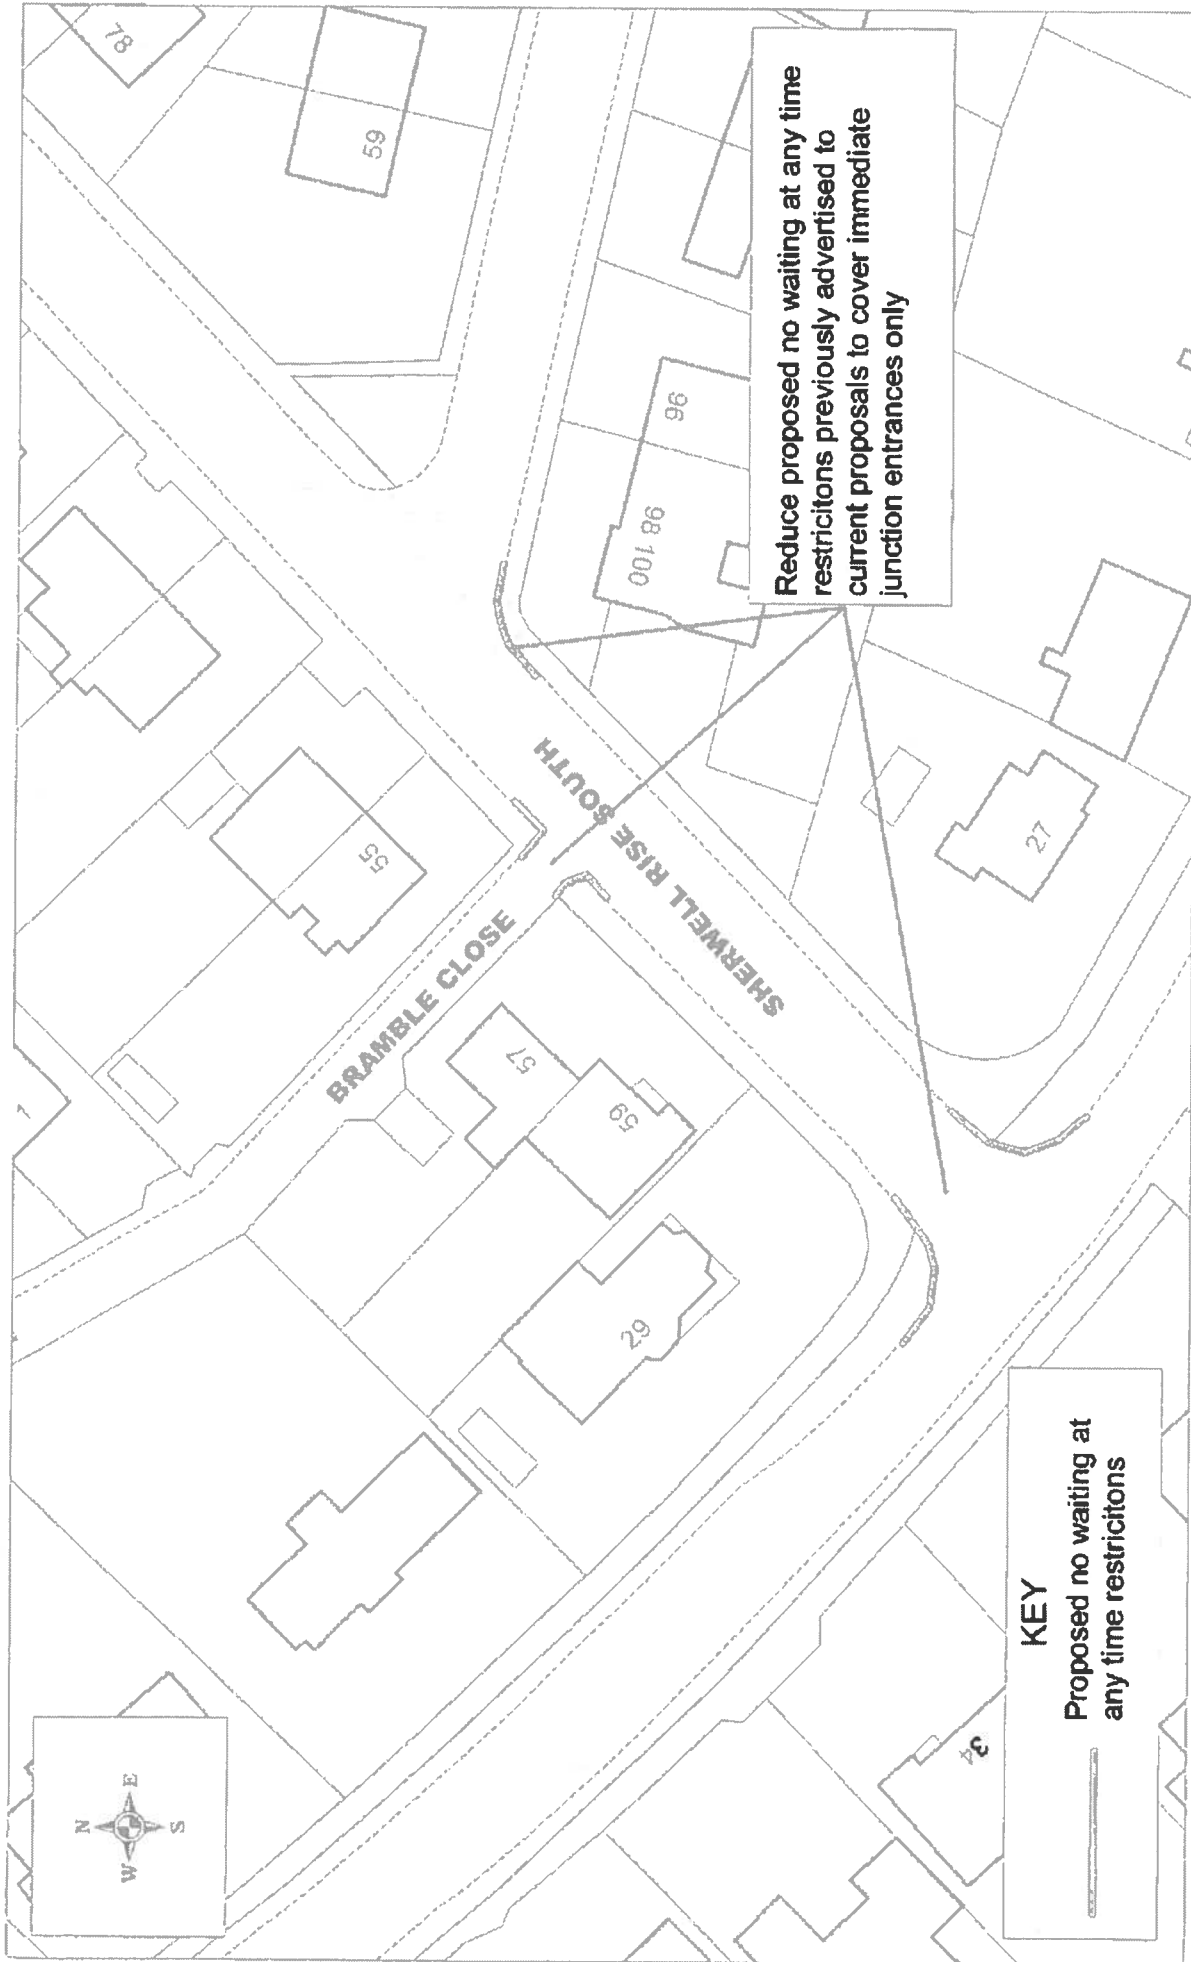 78
59
Reduce proposed no waiting at any time
restricitons previously advertised to
current proposals to cover immediate
junction entrances only
96
98 100
55
SHERWELL RISE SOUTH
BRAMBLE CLOSE
27
57
59
29
KEY
Proposed no waiting at
any time restricitons
34
N
E
S
W